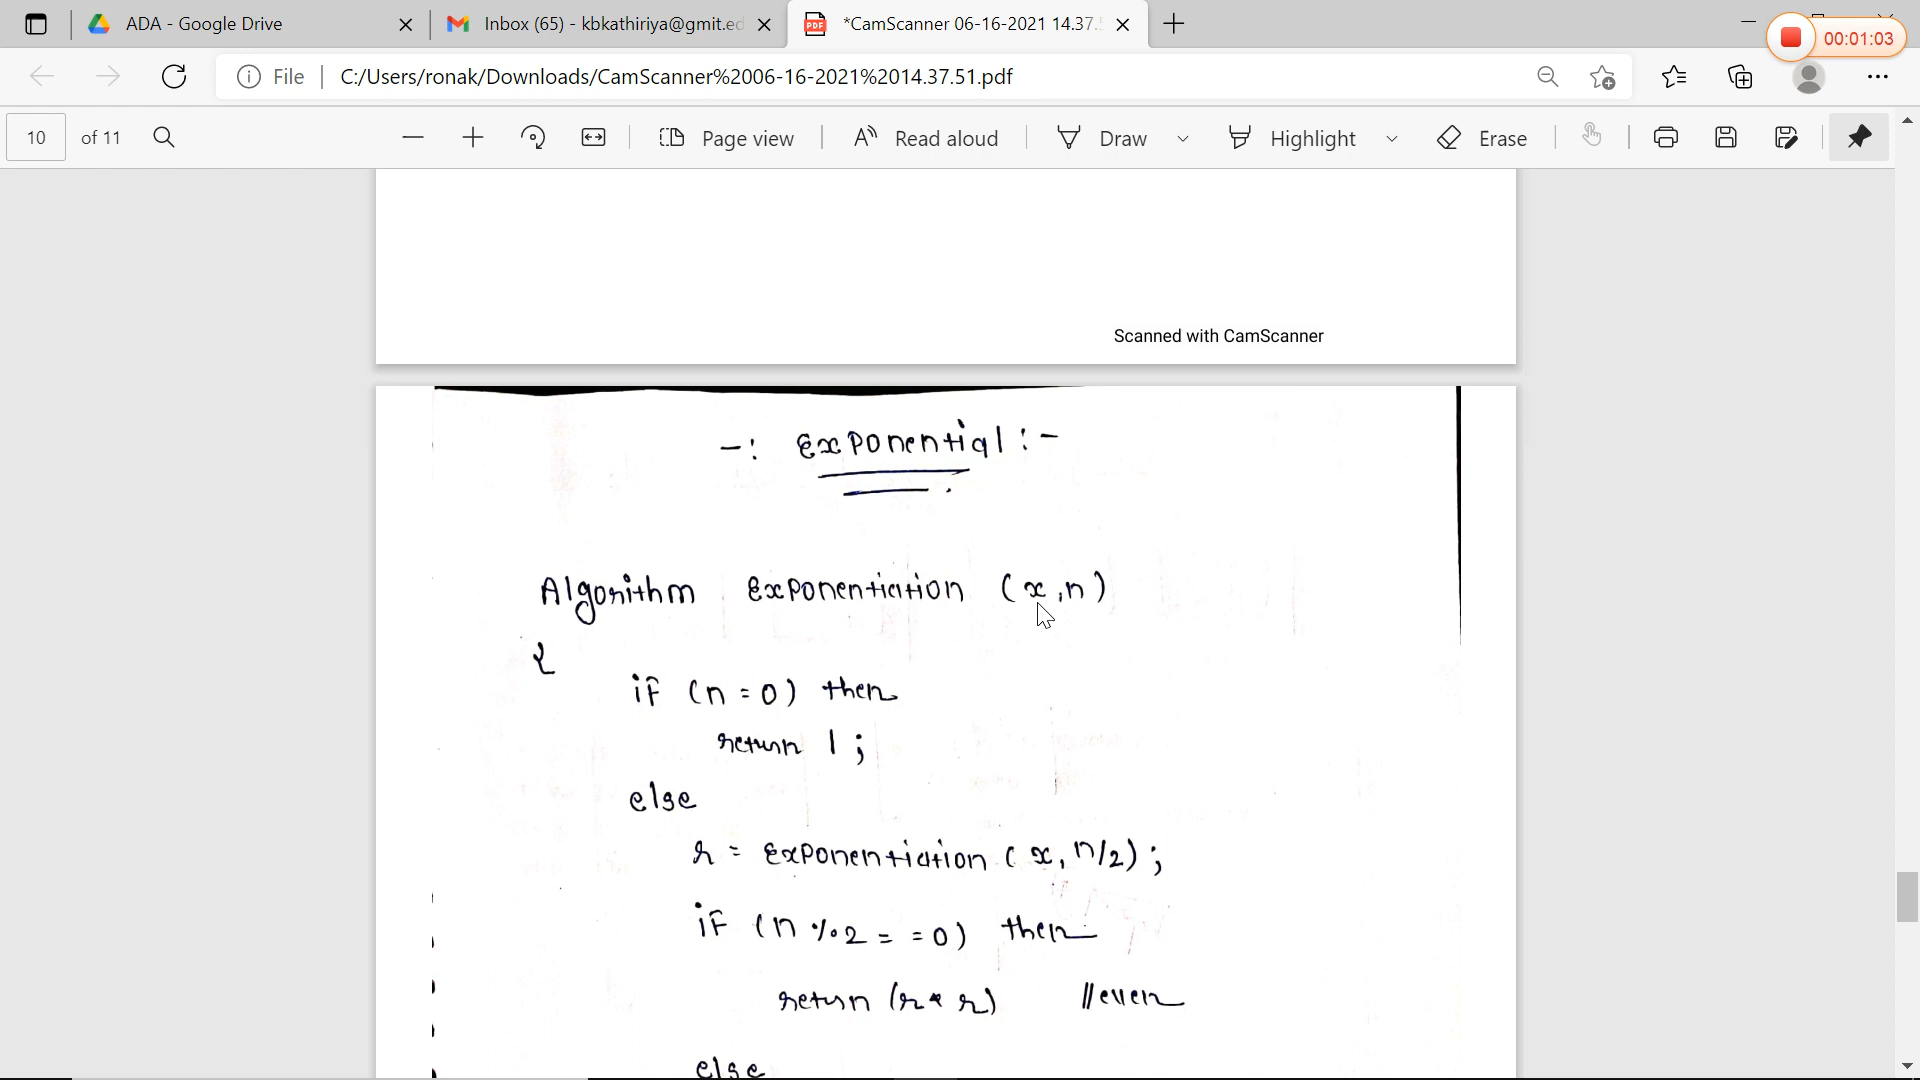 ADA - Google Drive
Inbox (65) - kbkathiriya@gmit.ed
*CamScanner 06-16-2021 14.37.5
00:01:03
File
C:/Users/ronak/Downloads/CamScanner%2006-16-2021%2014.37.51.pdf
10 of 11
Page view
Read aloud
Draw
Highlight
Erase
Scanned with CamScanner
-: Exponential :-
Algorithm Exponentiation (x,n)
{
if (n = 0) then
return 1 ;
else
r = Exponentiation ( x, n/2) ;
if (n % 2 = = 0) then
return (r * r) //even
else